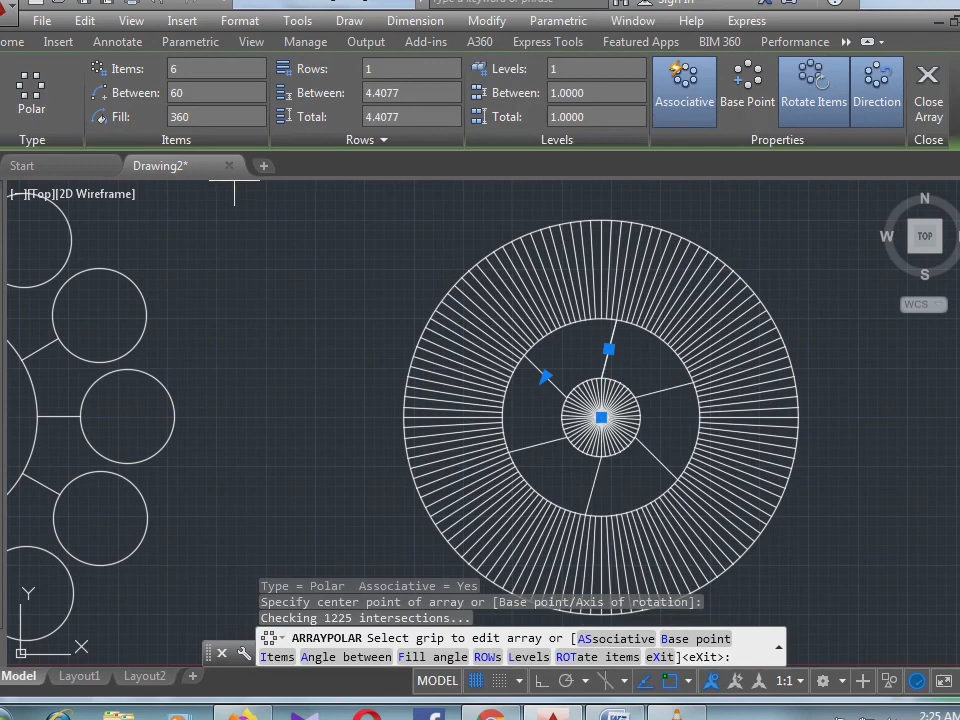 File Edit View Insert Format Tools Draw Dimension Modify Parametric Window Help Express
ome Insert Annotate Parametric View Manage Output Add-ins A360 Express Tools Featured Apps BIM 360 Performance
Items: 6 Rows: 1 Levels: 1
Between: 60 Between: 4.4077 Between: 1.0000
Fill: 360 Total: 4.4077 Total: 1.0000
Polar
Associative Base Point Rotate Items Direction Close Array
Type Items Rows Levels Properties Close
Start Drawing2*
[−][Top][2D Wireframe]
N
W TOP
S
WCS
Y
X
Type = Polar Associative = Yes
Specify center point of array or [Base point/Axis of rotation]:
Checking 1225 intersections...
ARRAYPOLAR Select grip to edit array or [ASsociative Base point
Items Angle between Fill angle ROWs Levels ROTate items eXit]<eXit>:
Model Layout1 Layout2 +
MODEL 1:1
2:25 AM